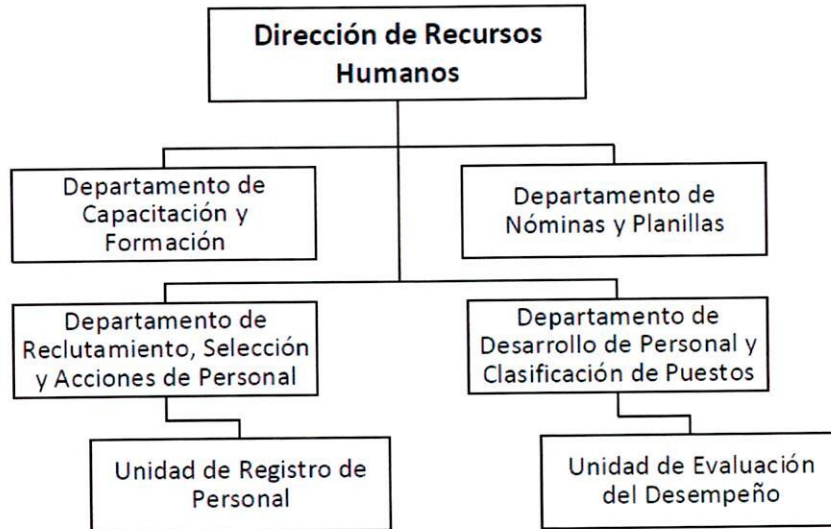 Dirección de Recursos
Humanos
Departamento de
Capacitación y
Formación
Departamento de
Nóminas y Planillas
Departamento de
Reclutamiento, Selección
y Acciones de Personal
Departamento de
Desarrollo de Personal y
Clasificación de Puestos
Unidad de Registro de
Personal
Unidad de Evaluación
del Desempeño